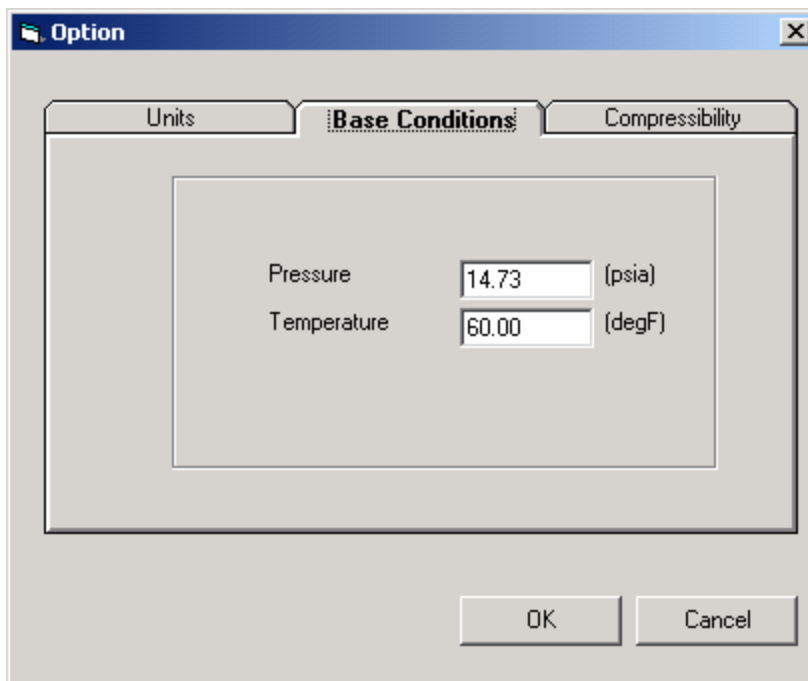 Option
Units Base Conditions Compressibility
Pressure 14.73 (psia)
Temperature 60.00 (degF)
OK Cancel